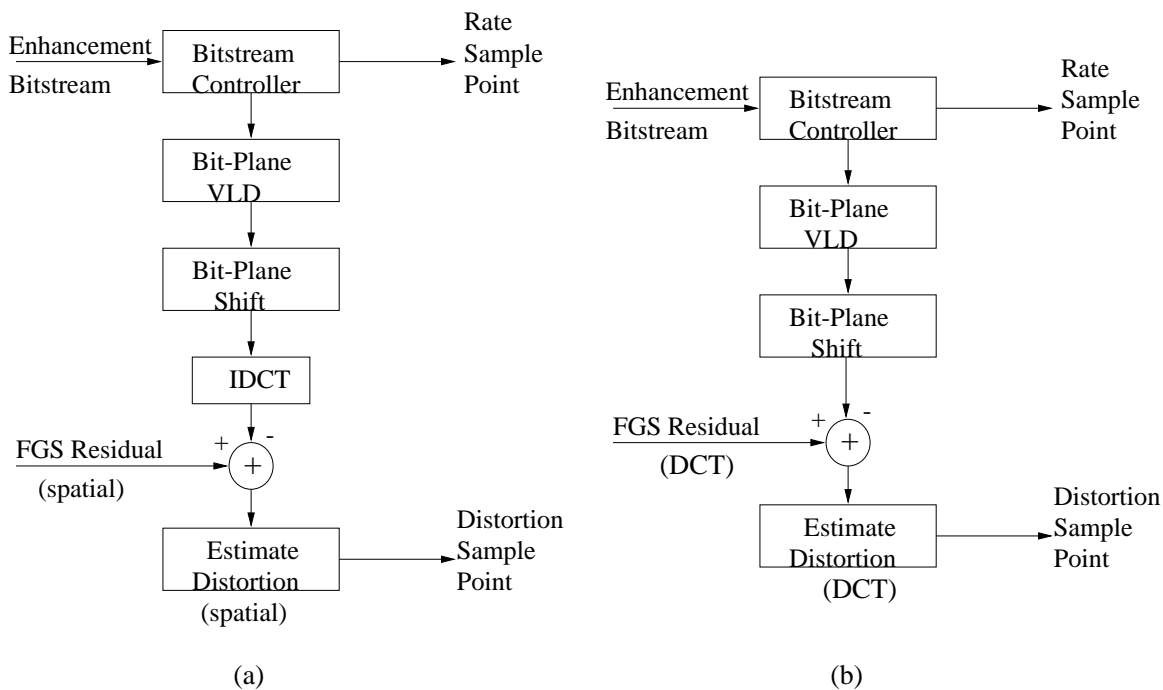 Enhancement
Bitstream
Bitstream
Controller
Rate
Sample
Point
Bit-Plane
VLD
Bit-Plane
Shift
IDCT
+
-
+
FGS Residual
(spatial)
Estimate
Distortion
(spatial)
Distortion
Sample
Point
(a)
Enhancement
Bitstream
Bitstream
Controller
Rate
Sample
Point
Bit-Plane
VLD
Bit-Plane
Shift
+
-
+
FGS Residual
(DCT)
Estimate
Distortion
(DCT)
Distortion
Sample
Point
(b)